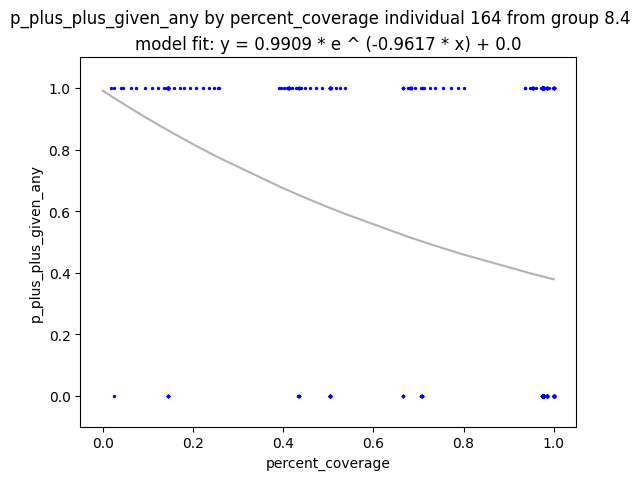 p_plus_plus_given_any by percent_coverage individual 164 from group 8.4
model fit: y = 0.9909 * e ^ (-0.9617 * x) + 0.0
1.0
0.8
0.6
0.4
0.2
0.0
p_plus_plus_given_any
0.0 0.2 0.4 0.6 0.8 1.0
percent_coverage